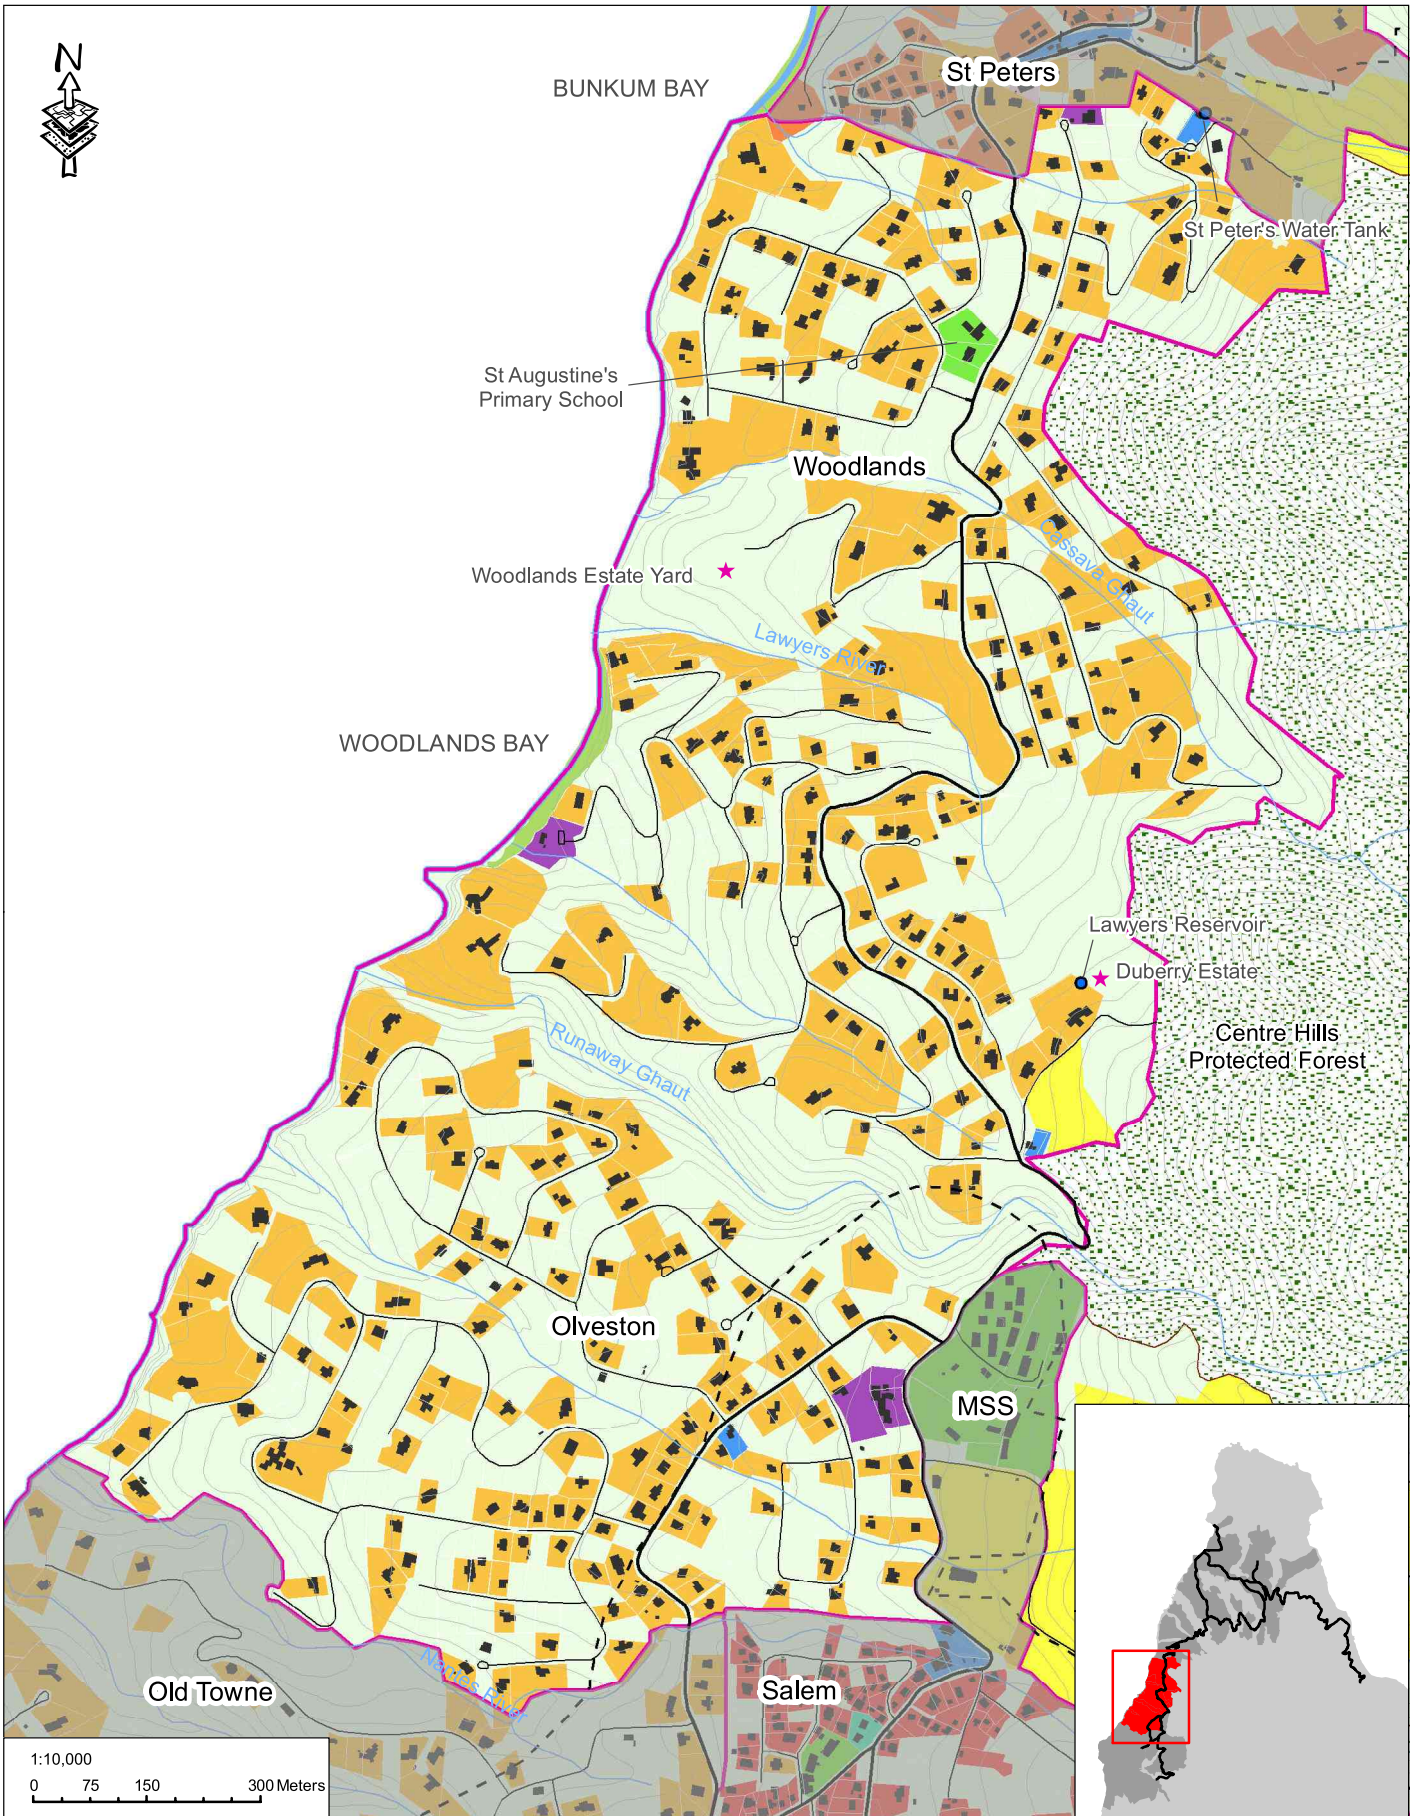 N
BUNKUM BAY
St Peters
St Peter's Water Tank
St Augustine's
Primary School
Woodlands
Cassava Ghaut
Woodlands Estate Yard
Lawyers River
WOODLANDS BAY
Lawyers Reservoir
Duberry Estate
Centre Hills
Protected Forest
Runaway Ghaut
Olveston
MSS
Nantes River
Old Towne
Salem
1:10,000
0 75 150 300 Meters